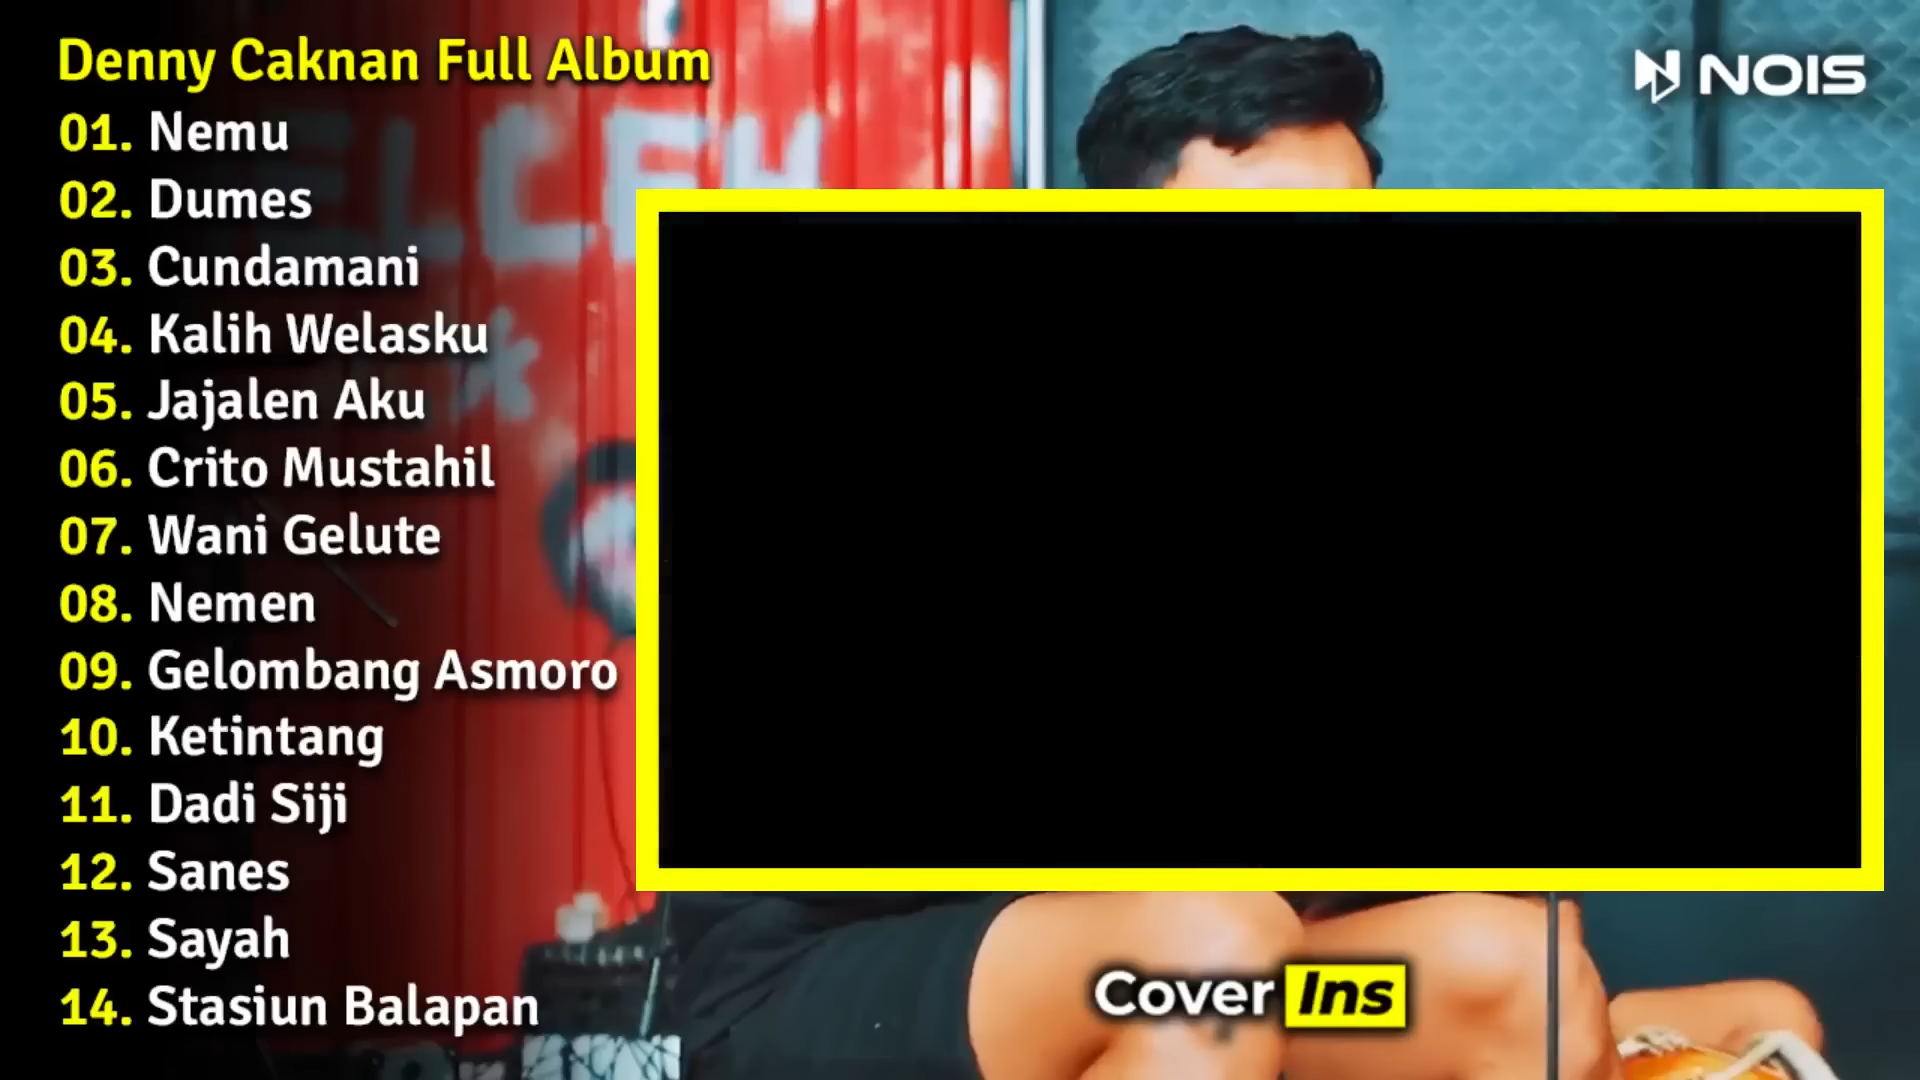 Denny Caknan Full Album
01. Nemu
02. Dumes
03. Cundamani
04. Kalih Welasku
05. Jajalen Aku
06. Crito Mustahil
07. Wani Gelute
08. Nemen
09. Gelombang Asmoro
10. Ketintang
11. Dadi Siji
12. Sanes
13. Sayah
14. Stasiun Balapan
NOIS
Cover Ins